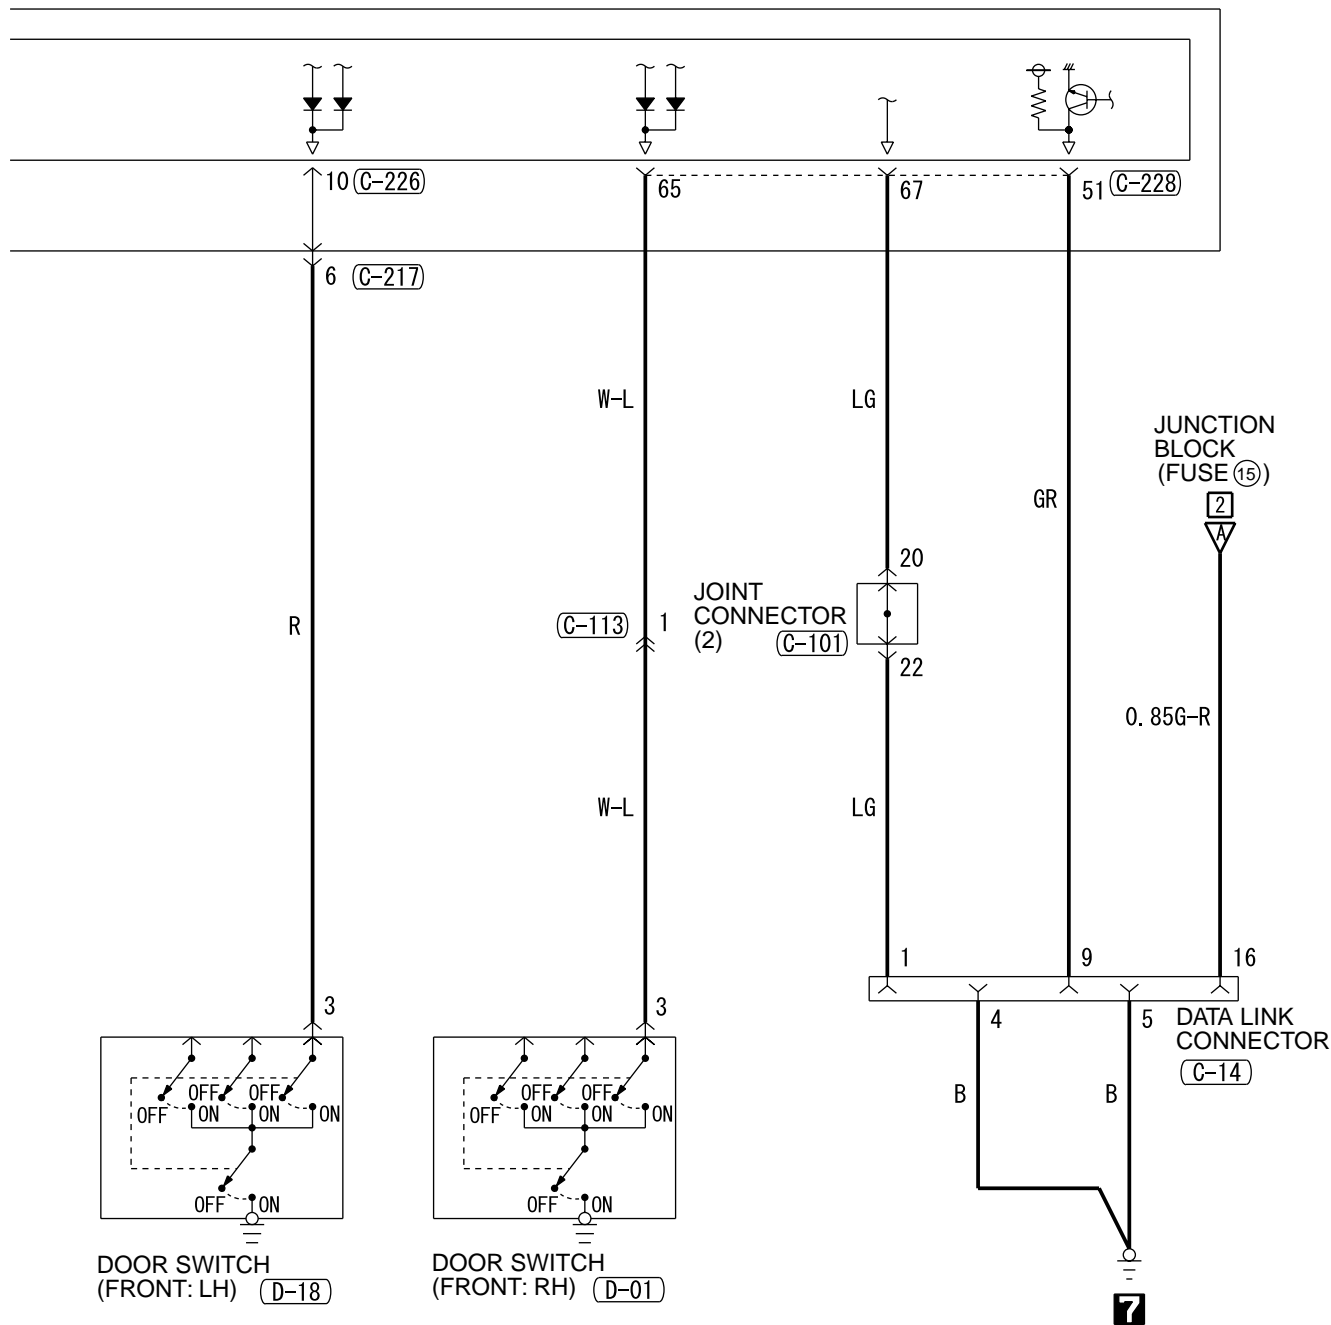 10 (C-226)
65
67
51 (C-228)
6 (C-217)
W-L
LG
JUNCTION
BLOCK
(FUSE 15)
2
A
GR
20
JOINT
CONNECTOR
(2)
(C-101)
22
R
(C-113) 1
0.85G-R
W-L
LG
1
9
16
3
3
4
5
DATA LINK
CONNECTOR
(C-14)
B
B
OFF OFF OFF
ON ON ON
OFF ON
OFF OFF OFF
ON ON ON
OFF ON
DOOR SWITCH
(FRONT: LH) (D-18)
DOOR SWITCH
(FRONT: RH) (D-01)
7